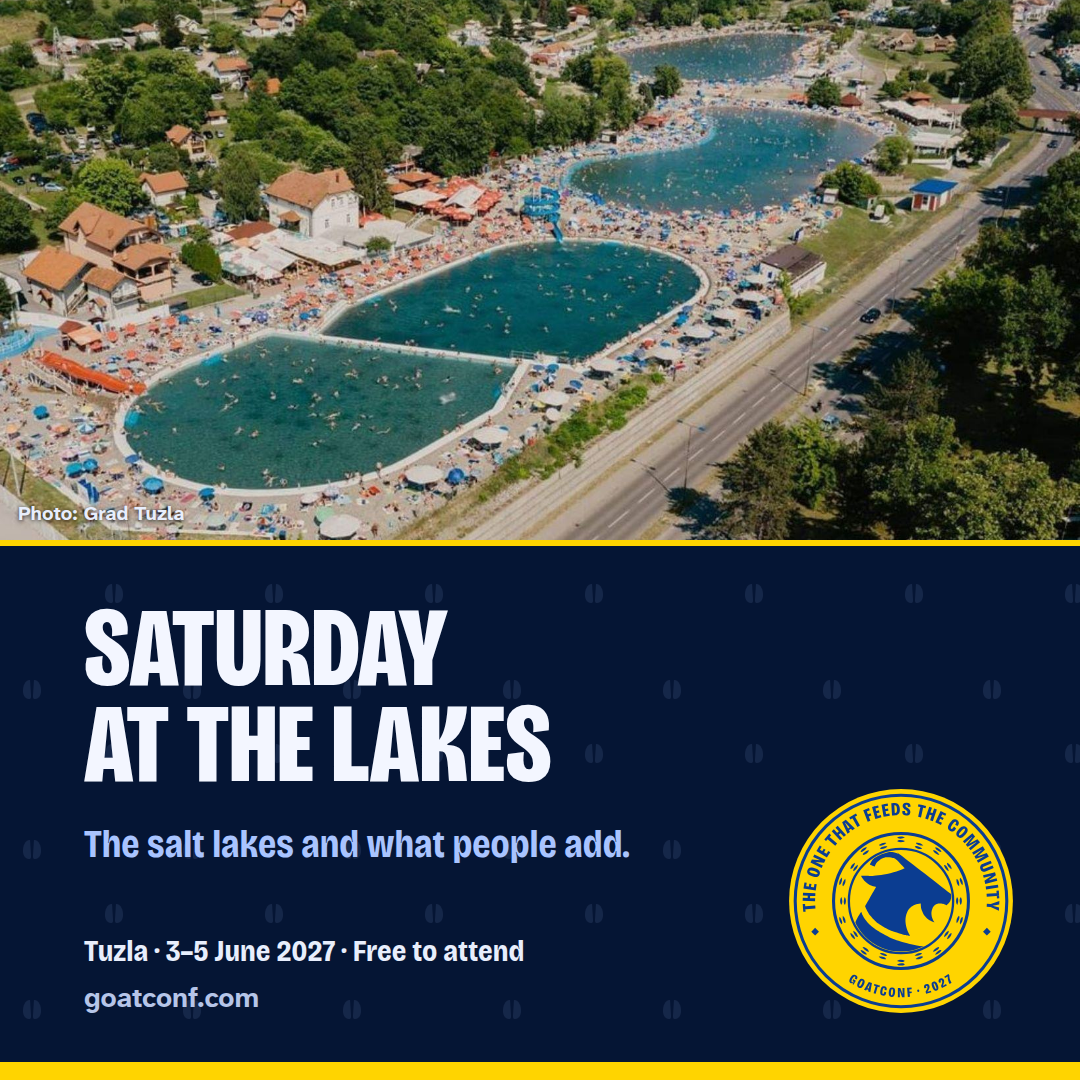 Photo: Grad Tuzla
SATURDAY
AT THE LAKES
The salt lakes and what people add.
Tuzla · 3–5 June 2027 · Free to attend
goatconf.com
THE ONE THAT FEEDS THE COMMUNITY
GOATCONF · 2027